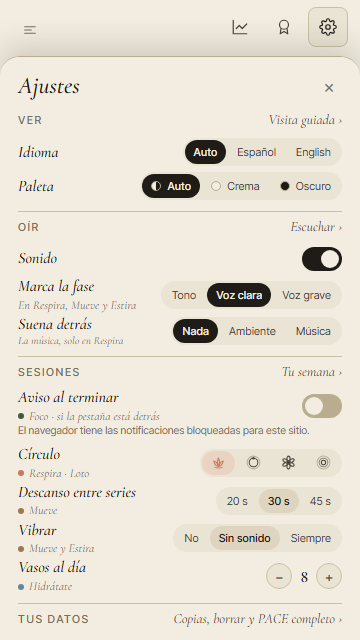 Ajustes ×
VER Visita guiada ›
Idioma Auto Español English
Paleta Auto Crema Oscuro
OÍR Escuchar ›
Sonido
Marca la fase Tono Voz clara Voz grave
En Respira, Mueve y Estira
Suena detrás Nada Ambiente Música
La música, solo en Respira
SESIONES Tu semana ›
Aviso al terminar
Foco · si la pestaña está detrás
El navegador tiene las notificaciones bloqueadas para este sitio.
Círculo
Respira · Loto
Descanso entre series 20 s 30 s 45 s
Mueve
Vibrar No Sin sonido Siempre
Mueve y Estira
Vasos al día − 8 +
Hidrátate
TUS DATOS Copias, borrar y PACE completo ›